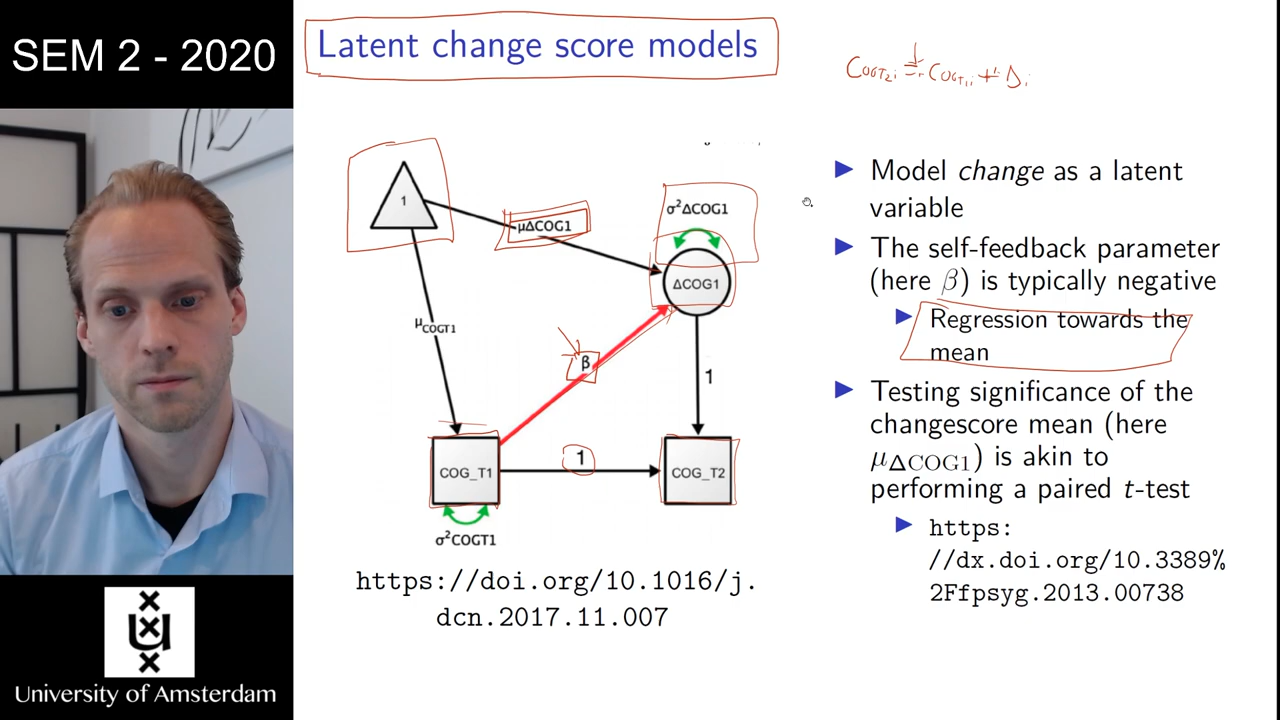 SEM 2 - 2020
Latent change score models
1
μΔCOG1
σ²ΔCOG1
ΔCOG1
μCOGT1
β
1
COG_T1
1
COG_T2
σ²COGT1
https://doi.org/10.1016/j.
dcn.2017.11.007
Model change as a latent
variable
The self-feedback parameter
(here β) is typically negative
Regression towards the
mean
Testing significance of the
changescore mean (here
μΔCOG1) is akin to
performing a paired t-test
https:
//dx.doi.org/10.3389%
2Ffpsyg.2013.00738
University of Amsterdam